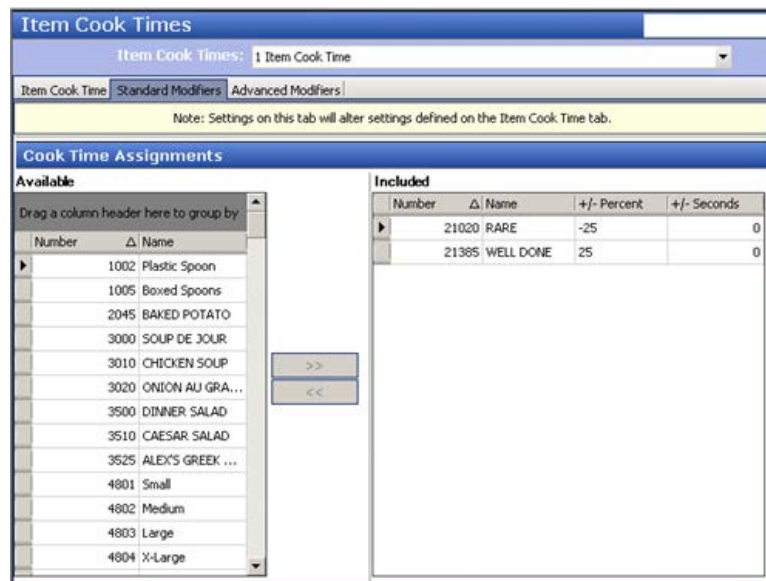 Item Cook Times
Item Cook Times: 1 Item Cook Time
Item Cook Time Standard Modifiers Advanced Modifiers
Note: Settings on this tab will alter settings defined on the Item Cook Time tab.
Cook Time Assignments
Available
Drag a column header here to group by
Number Name
1002 Plastic Spoon
1005 Boxed Spoons
2045 BAKED POTATO
3000 SOUP DE JOUR
3010 CHICKEN SOUP
3020 ONION AU GRA...
3500 DINNER SALAD
3510 CAESAR SALAD
3525 ALEX'S GREEK ...
4801 Small
4802 Medium
4803 Large
4804 X-Large
>>
<<
Included
Number Name +/- Percent +/- Seconds
21020 RARE -25 0
21385 WELL DONE 25 0